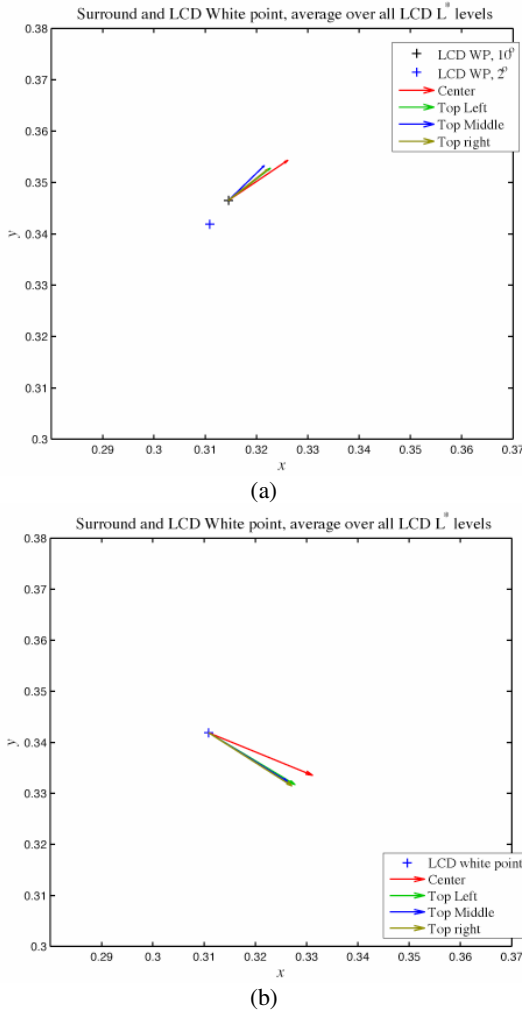 Surround and LCD White point, average over all LCD L* levels
0.38
0.37
0.36
0.35
0.34
0.33
0.32
0.31
0.3
y
0.29 0.3 0.31 0.32 0.33 0.34 0.35 0.36 0.37
x
LCD WP, 10º
LCD WP, 2º
Center
Top Left
Top Middle
Top right
(a)
Surround and LCD White point, average over all LCD L* levels
0.38
0.37
0.36
0.35
0.34
0.33
0.32
0.31
0.3
y
LCD white point
Center
Top Left
Top Middle
Top right
0.29 0.3 0.31 0.32 0.33 0.34 0.35 0.36 0.37
x
(b)